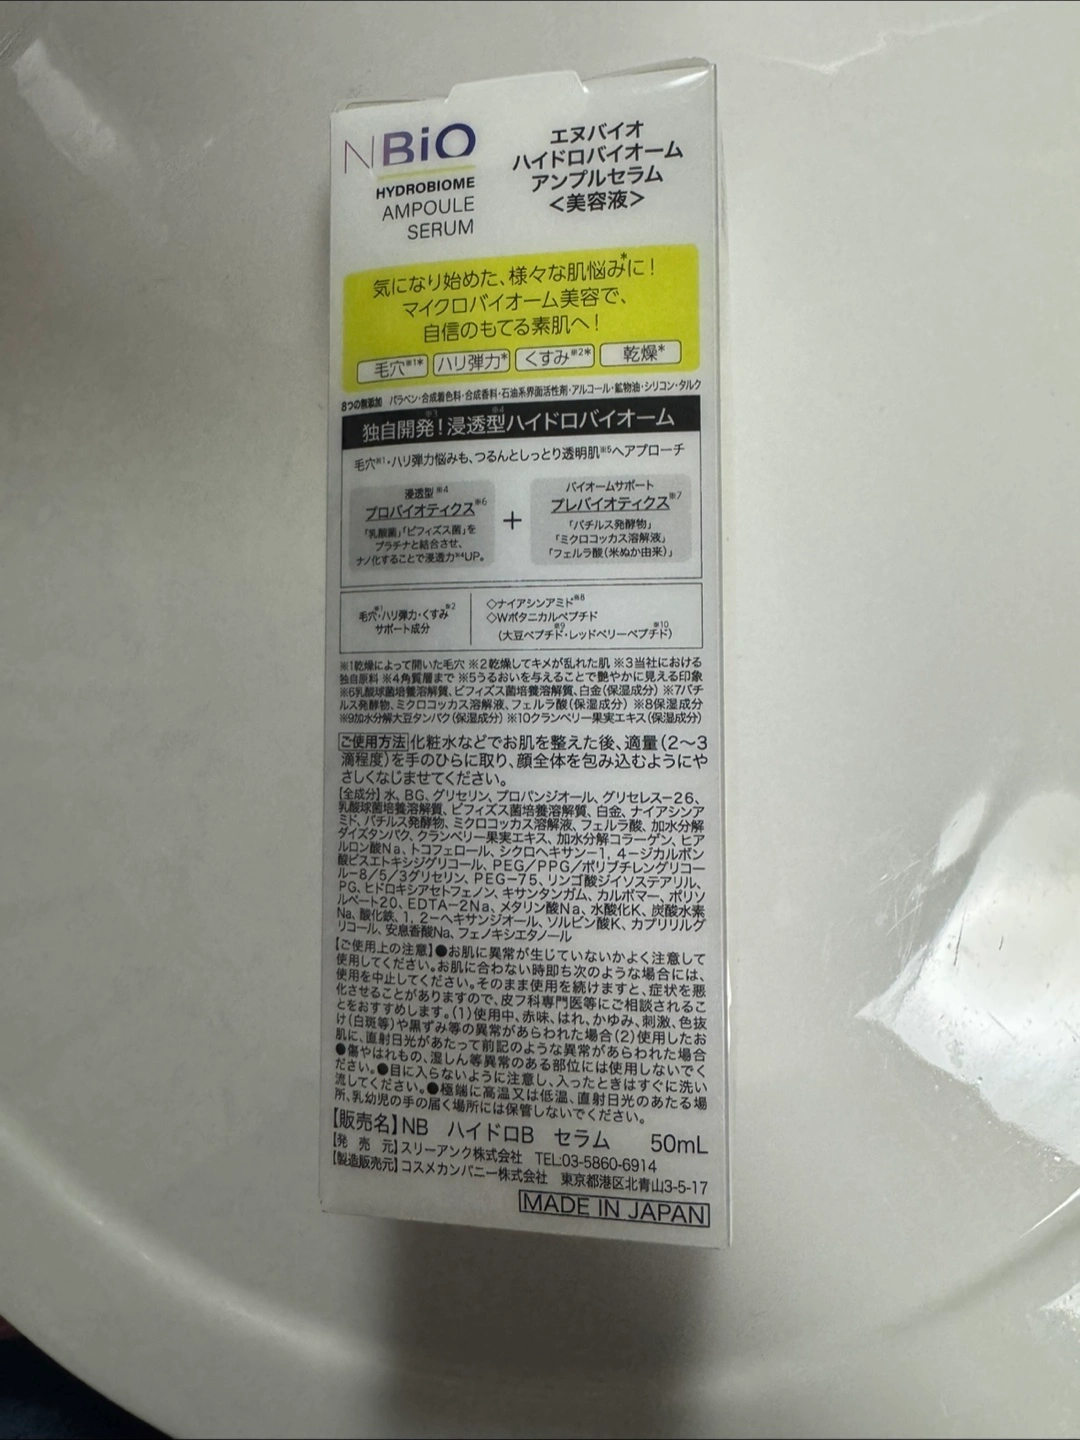 NBiO
HYDROBIOME
AMPOULE
SERUM
エヌバイオ
ハイドロバイオーム
アンプルセラム
<美容液>
気になり始めた、様々な肌悩み*に!
マイクロバイオーム美容で、
自信のもてる素肌へ!
毛穴※1* ハリ弾力* くすみ※2* 乾燥*
8つの無添加 パラベン・合成着色料・合成香料・石油系界面活性剤・アルコール・鉱物油・シリコン・タルク
独自開発※3!浸透型※4ハイドロバイオーム
毛穴※1・ハリ弾力悩みも、つるんとしっとり透明肌※5へアプローチ
浸透型※4
プロバイオティクス※6
「乳酸菌」「ビフィズス菌」を
プラチナと結合させ、
ナノ化することで浸透力※4UP。
+
バイオームサポート
プレバイオティクス※7
「バチルス発酵物」
「ミクロコッカス溶解液」
「フェルラ酸(米ぬか由来)」
毛穴※1・ハリ弾力・くすみ※2
サポート成分
◇ナイアシンアミド※8
◇Wボタニカルペプチド
(大豆ペプチド※9・レッドベリーペプチド※10)
※1乾燥によって開いた毛穴 ※2乾燥してキメが乱れた肌 ※3当社における
独自原料 ※4角質層まで ※5うるおいを与えることで艶やかに見える印象
※6乳酸球菌培養溶解質、ビフィズス菌培養溶解質、白金(保湿成分) ※7バチ
ルス発酵物、ミクロコッカス溶解液、フェルラ酸(保湿成分) ※8保湿成分
※9加水分解大豆タンパク(保湿成分) ※10クランベリー果実エキス(保湿成分)
ご使用方法 化粧水などでお肌を整えた後、適量(2〜3
滴程度)を手のひらに取り、顔全体を包み込むようにや
さしくなじませてください。
【全成分】水、BG、グリセリン、プロパンジオール、グリセレス-26、
乳酸球菌培養溶解質、ビフィズス菌培養溶解質、白金、ナイアシンア
ミド、バチルス発酵物、ミクロコッカス溶解液、フェルラ酸、加水分解
ダイズタンパク、クランベリー果実エキス、加水分解コラーゲン、ヒア
ルロン酸Na、トコフェロール、シクロヘキサン-1, 4-ジカルボン
酸ビスエトキシジグリコール、PEG/PPG/ポリブチレングリコー
ル-8/5/3グリセリン、PEG-75、リンゴ酸ジイソステアリル、
PG、ヒドロキシアセトフェノン、キサンタンガム、カルボマー、ポリソ
ルベート20、EDTA-2Na、メタリン酸Na、水酸化K、炭酸水素
Na、酸化鉄、1, 2-ヘキサンジオール、ソルビン酸K、カプリリルグ
リコール、安息香酸Na、フェノキシエタノール
【ご使用上の注意】●お肌に異常が生じていないかよく注意して
使用してください。お肌に合わない時即ち次のような場合には、
使用を中止してください。そのまま使用を続けますと、症状を悪
化させることがありますので、皮フ科専門医等にご相談されるこ
とをおすすめします。(1)使用中、赤味、はれ、かゆみ、刺激、色抜
け(白斑等)や黒ずみ等の異常があらわれた場合(2)使用したお
肌に、直射日光があたって前記のような異常があらわれた場合
●傷やはれもの、湿しん等異常のある部位には使用しないでく
ださい。●目に入らないように注意し、入ったときはすぐに洗い
流してください。●極端に高温又は低温、直射日光のあたる場
所、乳幼児の手の届く場所には保管しないでください。
【販売名】NB ハイドロB セラム 50mL
【発売元】スリーアンク株式会社 TEL:03-5860-6914
【製造販売元】コスメカンパニー株式会社 東京都港区北青山3-5-17
MADE IN JAPAN